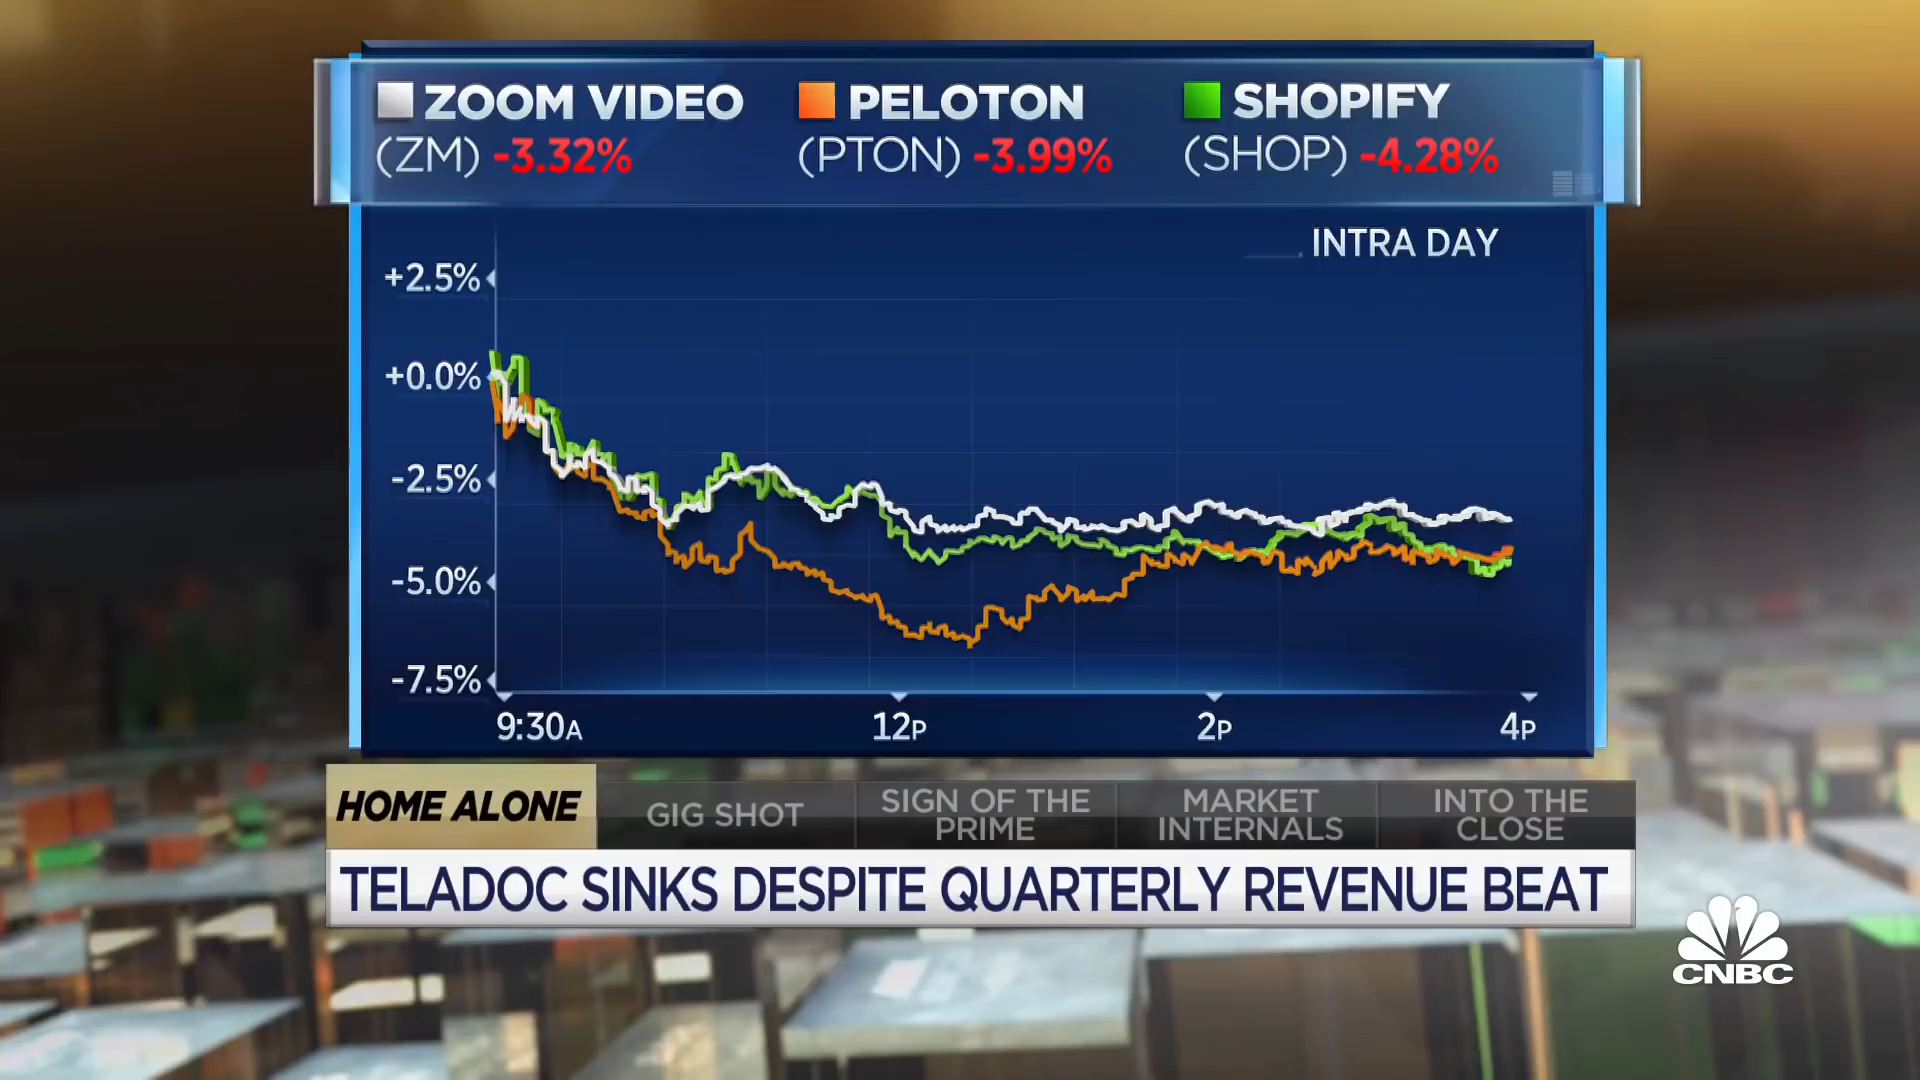 ZOOM VIDEO
(ZM) -3.32%
PELOTON
(PTON) -3.99%
SHOPIFY
(SHOP) -4.28%
INTRA DAY
+2.5%
+0.0%
-2.5%
-5.0%
-7.5%
9:30A
12P
2P
4P
HOME ALONE
GIG SHOT
SIGN OF THE
PRIME
MARKET
INTERNALS
INTO THE
CLOSE
TELADOC SINKS DESPITE QUARTERLY REVENUE BEAT
CNBC